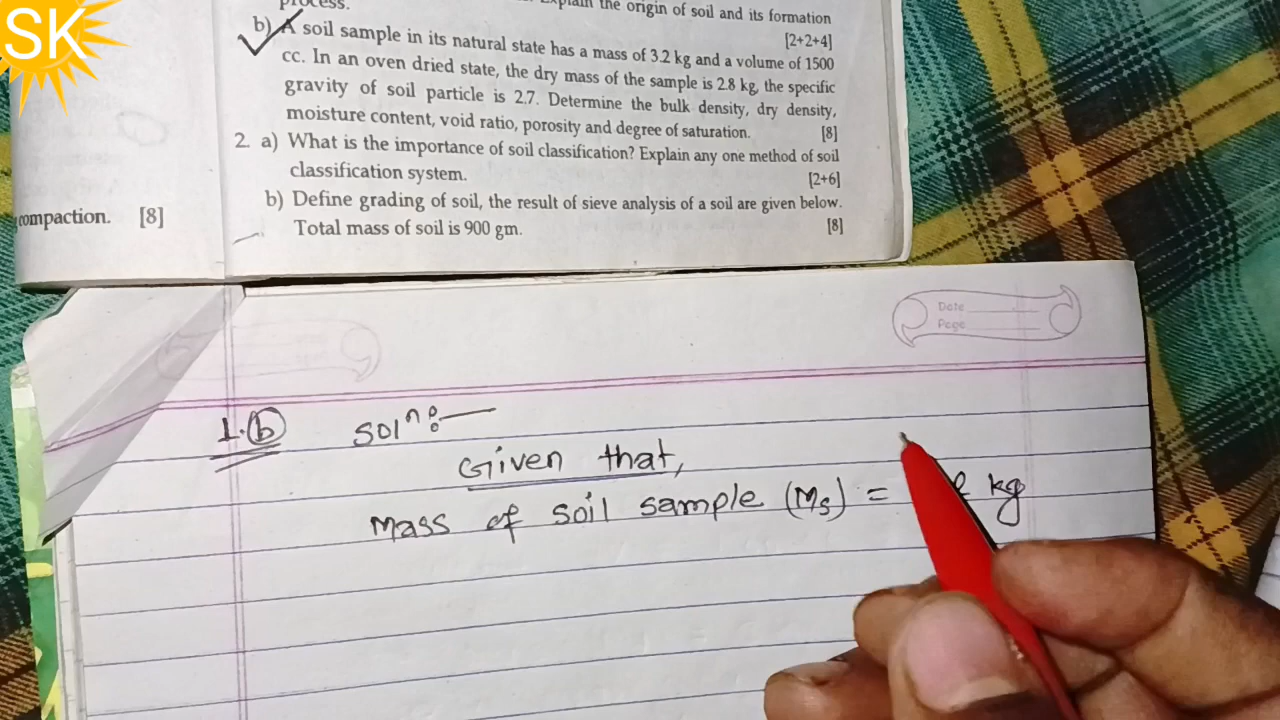 SK
process.
plain the origin of soil and its formation
[2+2+4]
b) A soil sample in its natural state has a mass of 3.2 kg and a volume of 1500
cc. In an oven dried state, the dry mass of the sample is 2.8 kg, the specific
gravity of soil particle is 2.7. Determine the bulk density, dry density,
moisture content, void ratio, porosity and degree of saturation. [8]
2. a) What is the importance of soil classification? Explain any one method of soil
classification system. [2+6]
b) Define grading of soil, the result of sieve analysis of a soil are given below.
Total mass of soil is 900 gm. [8]
compaction. [8]
Date
Page
1.(b) Solⁿ:—
Given that,
Mass of soil sample (Ms) = kg